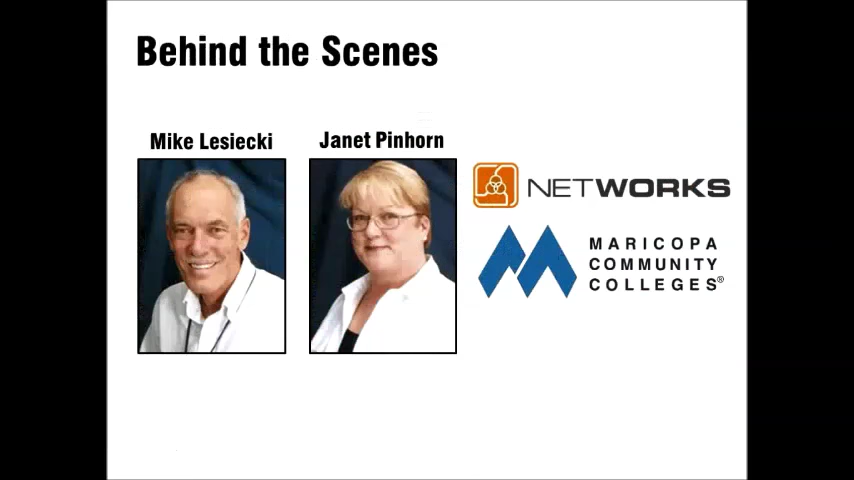 Behind the Scenes
Mike Lesiecki
Janet Pinhorn
NETWORKS
MARICOPA
COMMUNITY
COLLEGES®